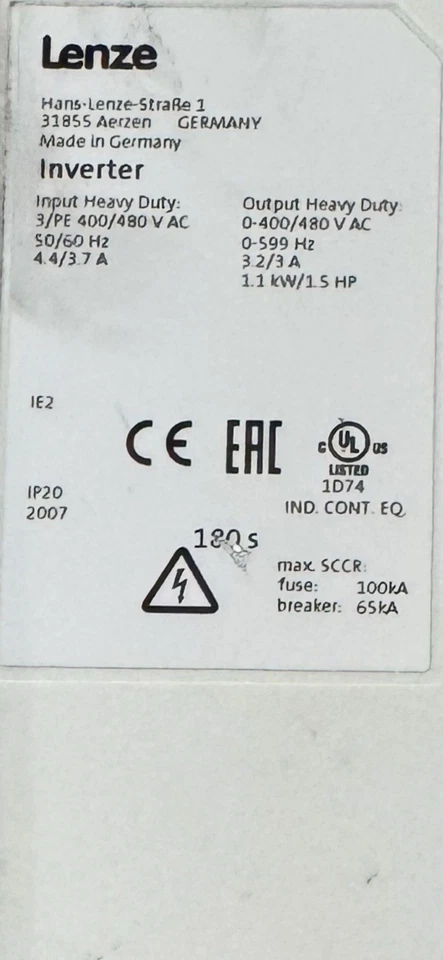 Lenze
Hans-Lenze-Straße 1
31855 Aerzen GERMANY
Made in Germany
Inverter
Input Heavy Duty:
3/PE 400/480 V AC
50/60 Hz
4.4/3.7 A
Output Heavy Duty:
0-400/480 V AC
0-599 Hz
3.2/3 A
1.1 kW/1.5 HP
IE2
CE EAC
C UL US
LISTED
1D74
IND. CONT. EQ.
IP20
2007
180 s
max. SCCR:
fuse: 100kA
breaker: 65kA